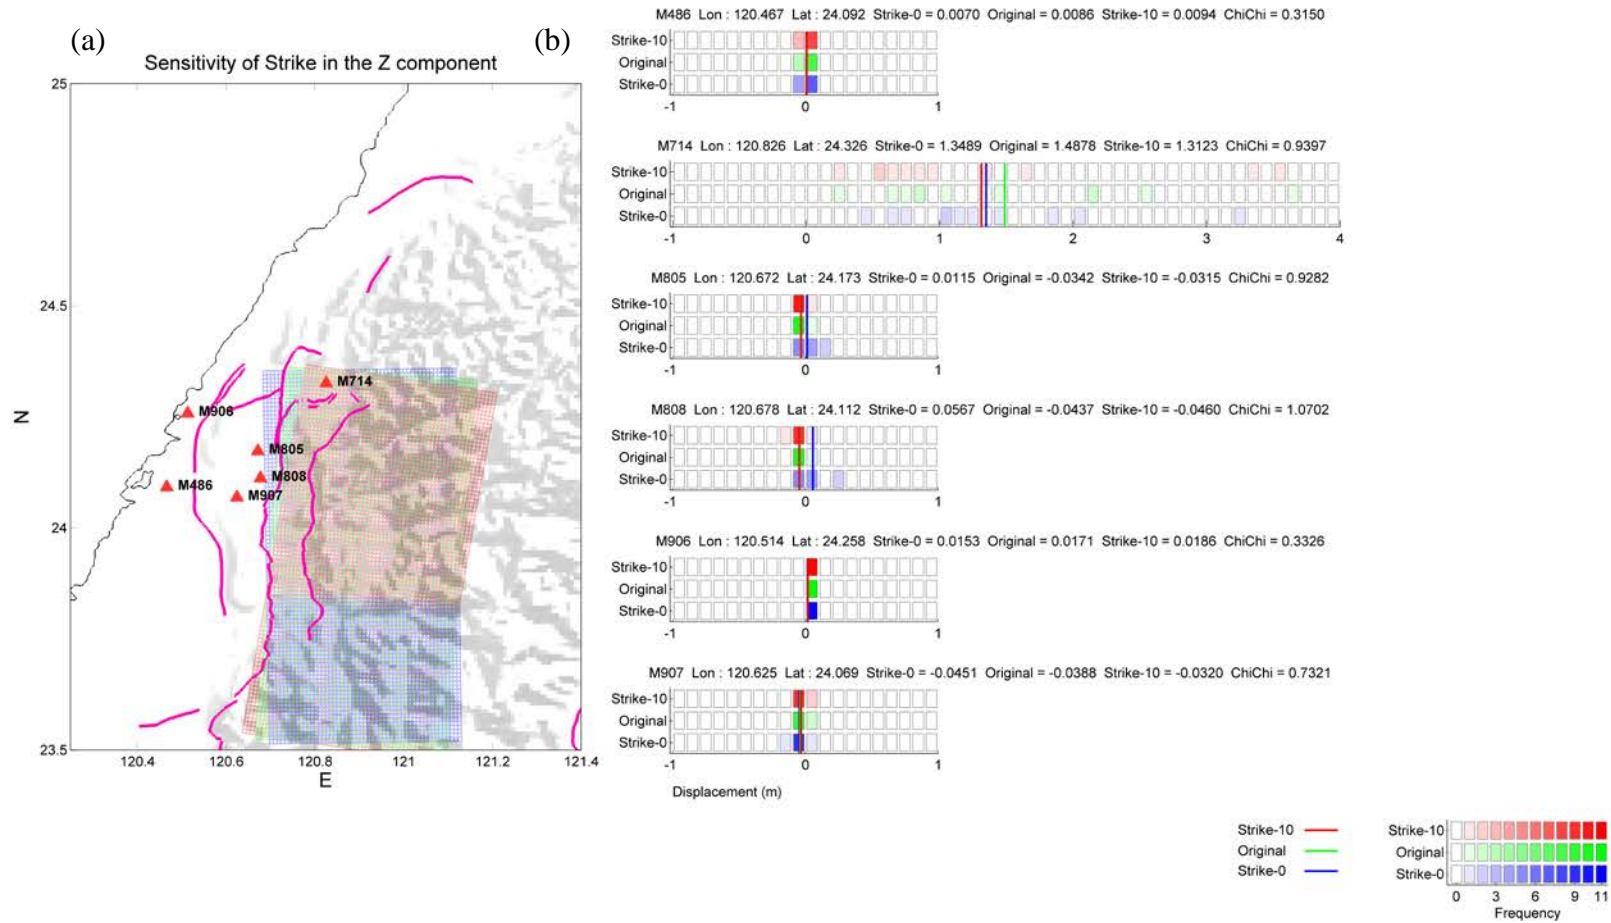 (a)
Sensitivity of Strike in the Z component
25
24.5
24
23.5
N
120.4 120.6 120.8 121 121.2 121.4
E
M714
M906
M805
M808
M486
M907
(b)
M486 Lon : 120.467 Lat : 24.092 Strike-0 = 0.0070 Original = 0.0086 Strike-10 = 0.0094 ChiChi = 0.3150
Strike-10
Original
Strike-0
-1 0 1
M714 Lon : 120.826 Lat : 24.326 Strike-0 = 1.3489 Original = 1.4878 Strike-10 = 1.3123 ChiChi = 0.9397
Strike-10
Original
Strike-0
-1 0 1 2 3 4
M805 Lon : 120.672 Lat : 24.173 Strike-0 = 0.0115 Original = -0.0342 Strike-10 = -0.0315 ChiChi = 0.9282
Strike-10
Original
Strike-0
-1 0 1
M808 Lon : 120.678 Lat : 24.112 Strike-0 = 0.0567 Original = -0.0437 Strike-10 = -0.0460 ChiChi = 1.0702
Strike-10
Original
Strike-0
-1 0 1
M906 Lon : 120.514 Lat : 24.258 Strike-0 = 0.0153 Original = 0.0171 Strike-10 = 0.0186 ChiChi = 0.3326
Strike-10
Original
Strike-0
-1 0 1
M907 Lon : 120.625 Lat : 24.069 Strike-0 = -0.0451 Original = -0.0388 Strike-10 = -0.0320 ChiChi = 0.7321
Strike-10
Original
Strike-0
-1 0 1
Displacement (m)
Strike-10
Original
Strike-0
Strike-10
Original
Strike-0
0 3 6 9 11
Frequency